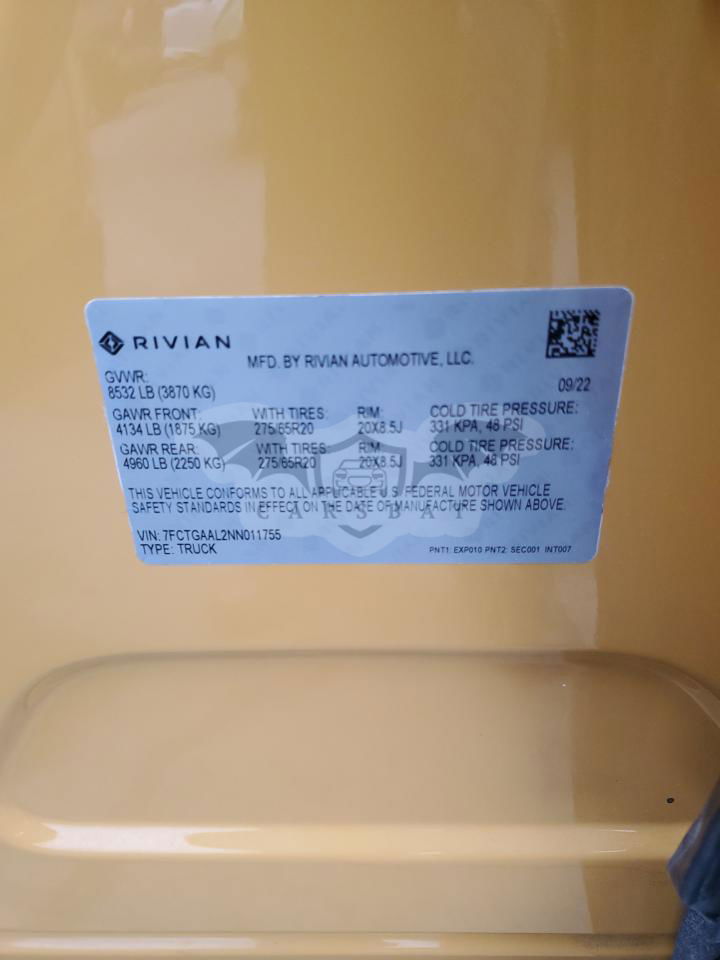 RIVIAN
MFD. BY RIVIAN AUTOMOTIVE, LLC.
GVWR:
8532 LB (3870 KG)
09/22
GAWR FRONT: WITH TIRES: RIM: COLD TIRE PRESSURE:
4134 LB (1875 KG) 275/65R20 20X8.5J 331 KPA, 48 PSI
GAWR REAR: WITH TIRES: RIM: COLD TIRE PRESSURE:
4960 LB (2250 KG) 275/65R20 20X8.5J 331 KPA, 48 PSI
THIS VEHICLE CONFORMS TO ALL APPLICABLE U.S. FEDERAL MOTOR VEHICLE
SAFETY STANDARDS IN EFFECT ON THE DATE OF MANUFACTURE SHOWN ABOVE.
CARSBAT
VIN: 7FCTGAAL2NN011755
TYPE: TRUCK
PNT1: EXP010 PNT2: SEC001 INT007